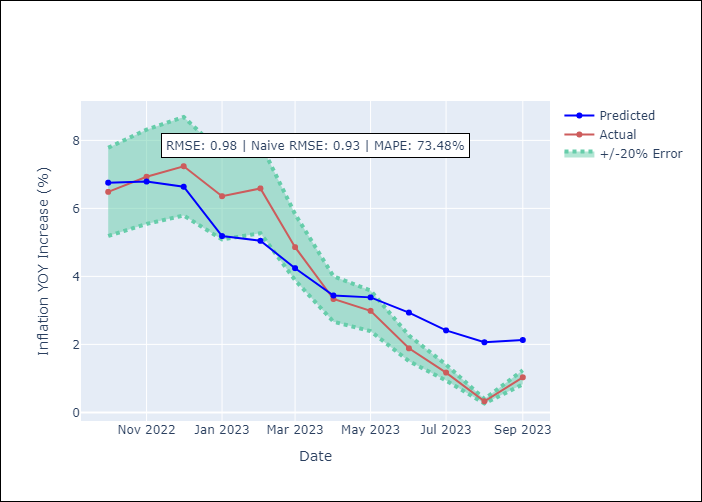 RMSE: 0.98 | Naive RMSE: 0.93 | MAPE: 73.48%
Predicted
Actual
+/-20% Error
Inflation YOY Increase (%)
8
6
4
2
0
Nov 2022
Jan 2023
Mar 2023
May 2023
Jul 2023
Sep 2023
Date